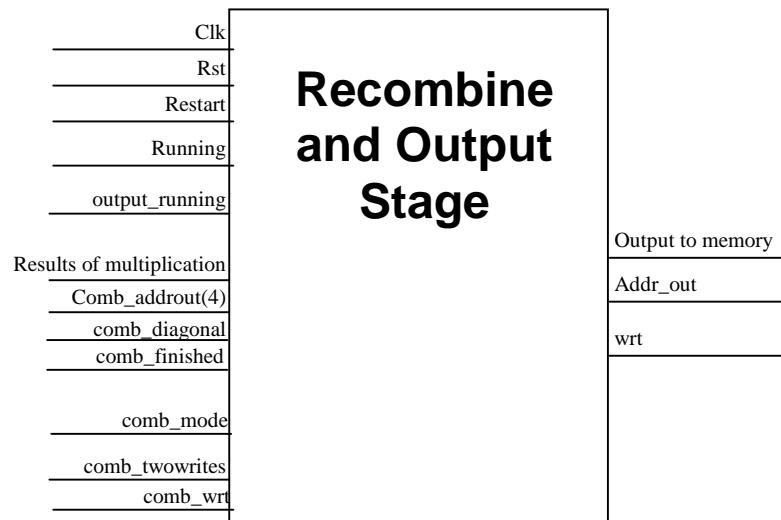 Clk
Rst
Restart
Running
output_running
Results of multiplication
Comb_addrout(4)
comb_diagonal
comb_finished
comb_mode
comb_twowrites
comb_wrt
Recombine
and Output
Stage
Output to memory
Addr_out
wrt